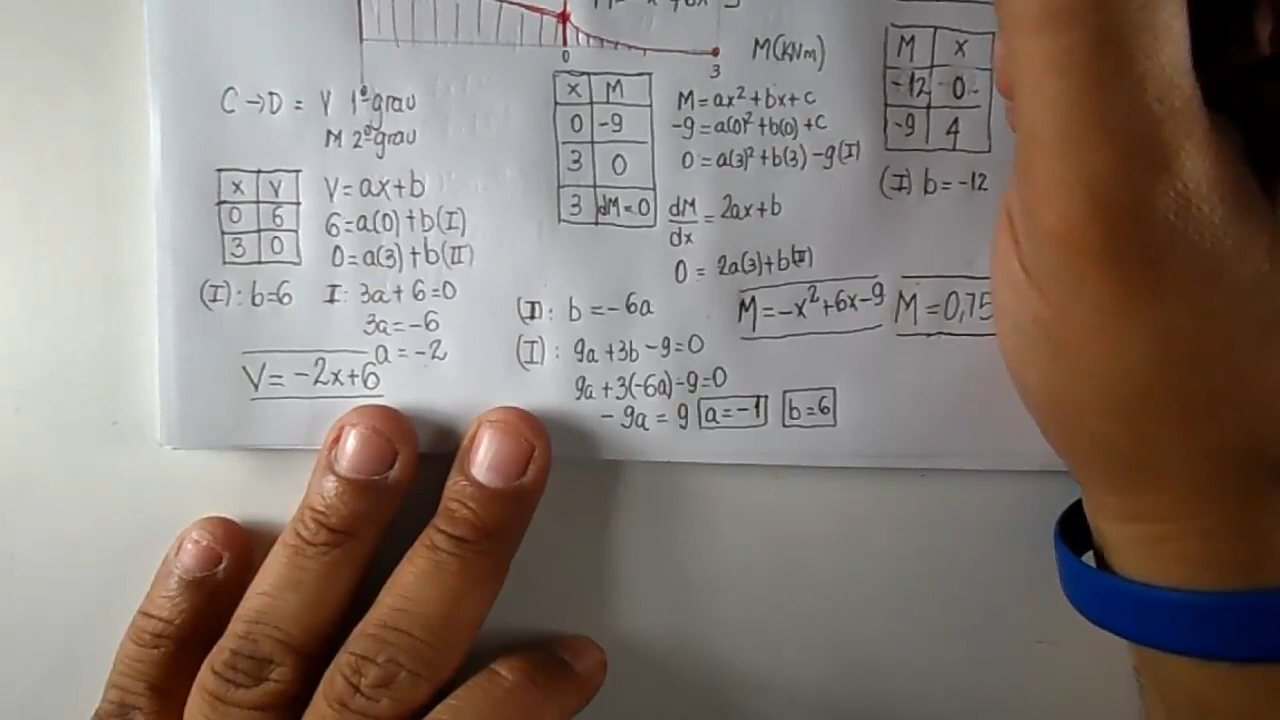 0
3
M(KNm)
C→D = V 1º grau
M 2º grau
x V
0 6
3 0
V=ax+b
6=a(0)+b(I)
0=a(3)+b(II)
(I): b=6 I: 3a+6=0
3a=-6
a=-2
V=-2x+6
x M
0 -9
3 0
3 dM=0
M=ax²+bx+c
-9=a(0)²+b(0)+c
0=a(3)²+b(3)-9(I)
dM/dx=2ax+b
0=2a(3)+b(II)
b=-6a
(I): 9a+3b-9=0
9a+3(-6a)-9=0
-9a=9 a=-1 b=6
M=-x²+6x-9
M=0,75
M x
-12 0
-9 4
(I) b=-12